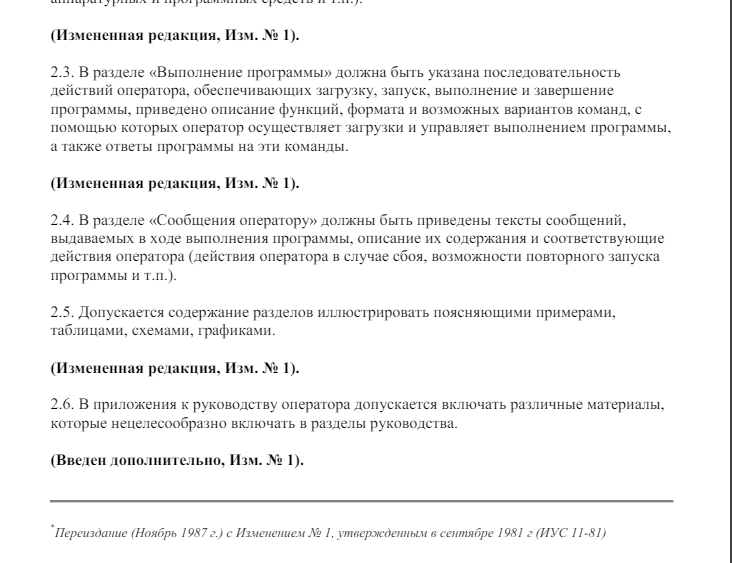 аппаратурных и программных средств и т.п.).
(Измененная редакция, Изм. № 1).
2.3. В разделе «Выполнение программы» должна быть указана последовательность
действий оператора, обеспечивающих загрузку, запуск, выполнение и завершение
программы, приведено описание функций, формата и возможных вариантов команд, с
помощью которых оператор осуществляет загрузки и управляет выполнением программы,
а также ответы программы на эти команды.
(Измененная редакция, Изм. № 1).
2.4. В разделе «Сообщения оператору» должны быть приведены тексты сообщений,
выдаваемых в ходе выполнения программы, описание их содержания и соответствующие
действия оператора (действия оператора в случае сбоя, возможности повторного запуска
программы и т.п.).
2.5. Допускается содержание разделов иллюстрировать поясняющими примерами,
таблицами, схемами, графиками.
(Измененная редакция, Изм. № 1).
2.6. В приложения к руководству оператора допускается включать различные материалы,
которые нецелесообразно включать в разделы руководства.
(Введен дополнительно, Изм. № 1).
*Переиздание (Ноябрь 1987 г.) с Изменением № 1, утвержденным в сентябре 1981 г (ИУС 11-81)